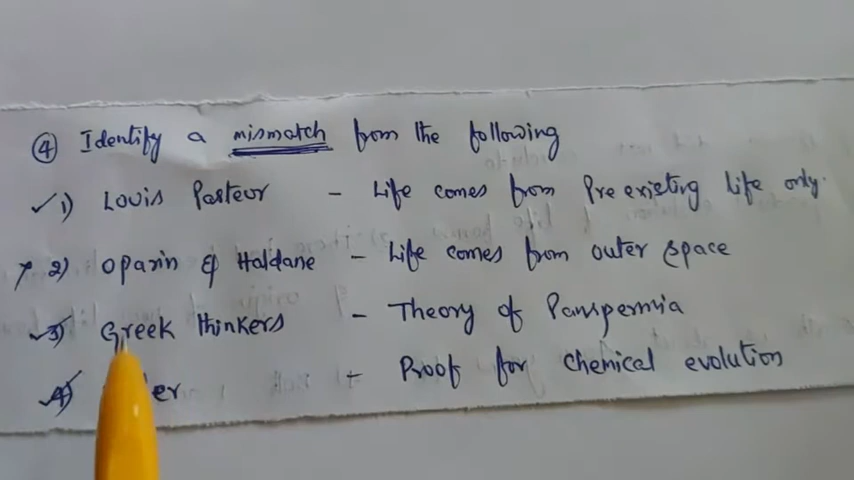 ④ Identify a mismatch from the following
✓1) Louis Pasteur - Life comes from Pre existing life only.
2) Oparin & Haldane - Life comes from outer space
✓3) Greek thinkers - Theory of Panspermia
✓4) er - Proof for chemical evolution